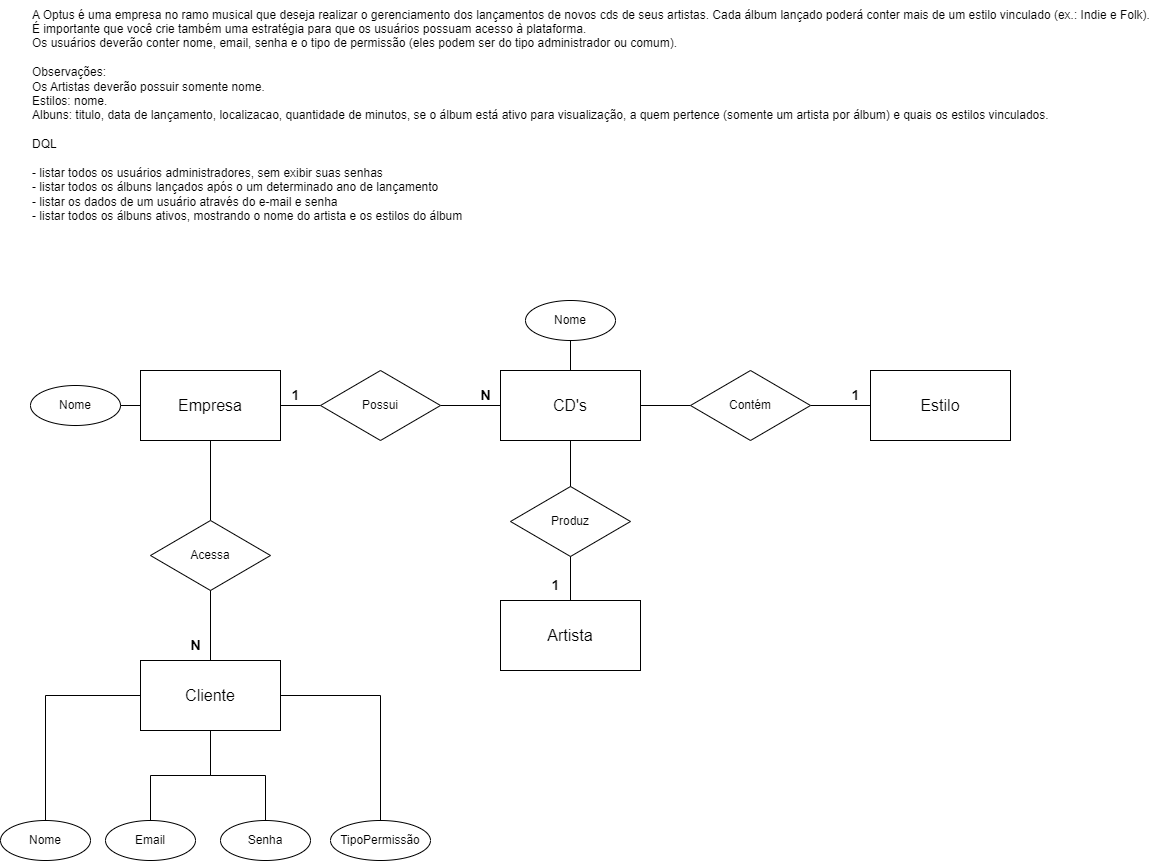 A Optus é uma empresa no ramo musical que deseja realizar o gerenciamento dos lançamentos de novos cds de seus artistas. Cada álbum lançado poderá conter mais de um estilo vinculado (ex.: Indie e Folk).
É importante que você crie também uma estratégia para que os usuários possuam acesso à plataforma.
Os usuários deverão conter nome, email, senha e o tipo de permissão (eles podem ser do tipo administrador ou comum).
Observações:
Os Artistas deverão possuir somente nome.
Estilos: nome.
Albuns: titulo, data de lançamento, localizacao, quantidade de minutos, se o álbum está ativo para visualização, a quem pertence (somente um artista por álbum) e quais os estilos vinculados.
DQL
- listar todos os usuários administradores, sem exibir suas senhas
- listar todos os álbuns lançados após o um determinado ano de lançamento
- listar os dados de um usuário através do e-mail e senha
- listar todos os álbuns ativos, mostrando o nome do artista e os estilos do álbum
Nome
Nome
Empresa
1
Possui
N
CD's
Contém
1
Estilo
Produz
Acessa
1
Artista
N
Cliente
Nome
Email
Senha
TipoPermissão